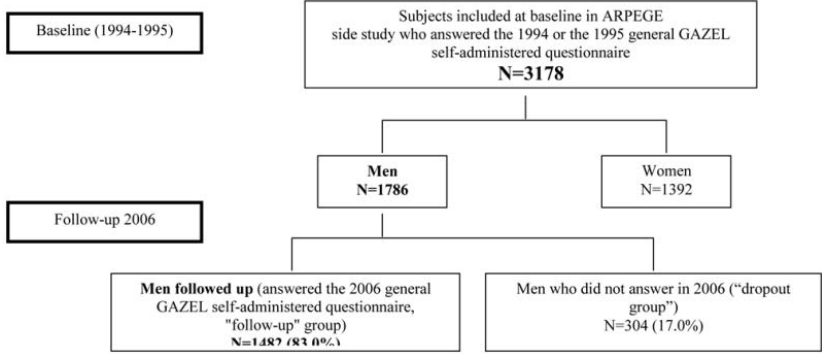 Baseline (1994-1995)
Subjects included at baseline in ARPEGE
side study who answered the 1994 or the 1995 general GAZEL
self-administered questionnaire
N=3178
Men
N=1786
Women
N=1392
Follow-up 2006
Men followed up (answered the 2006 general
GAZEL self-administered questionnaire,
"follow-up" group)
N=1482 (83.0%)
Men who did not answer in 2006 (“dropout
group”)
N=304 (17.0%)